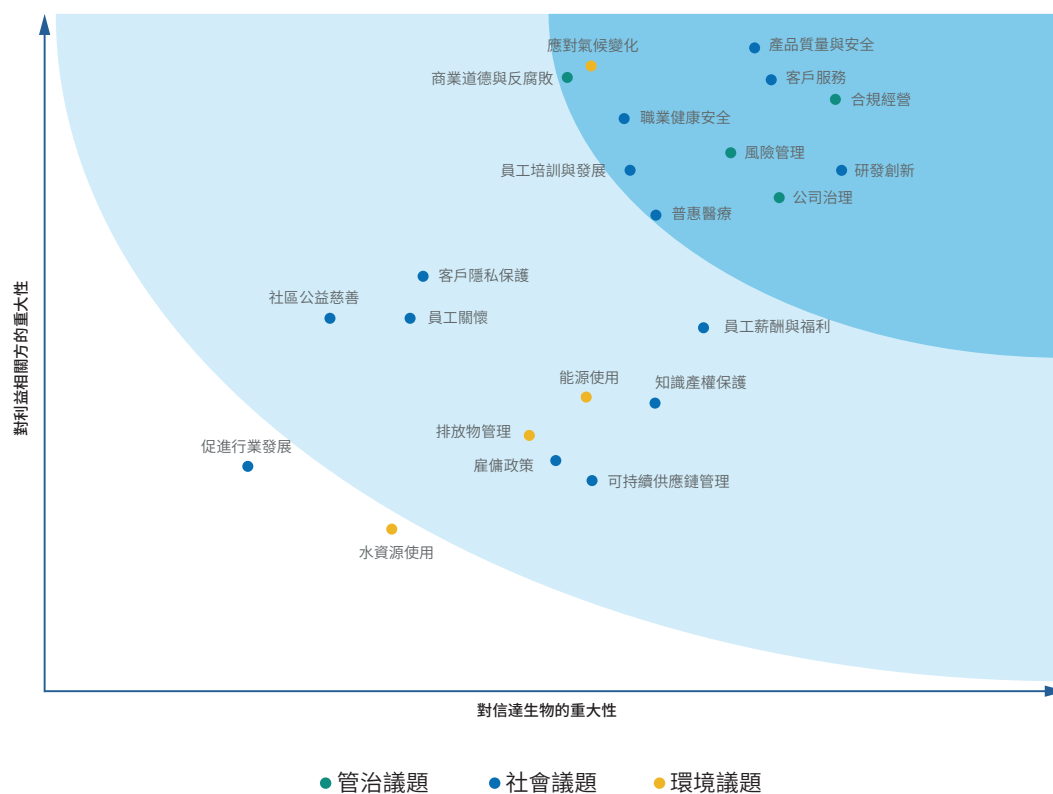 應對氣候變化
產品質量與安全
商業道德與反腐敗
客戶服務
合規經營
職業健康安全
風險管理
員工培訓與發展
研發創新
公司治理
普惠醫療
客戶隱私保護
社區公益慈善
員工關懷
員工薪酬與福利
能源使用
知識產權保護
排放物管理
促進行業發展
雇傭政策
可持續供應鏈管理
水資源使用
對利益相關方的重大性
對信達生物的重大性
管治議題
社會議題
環境議題